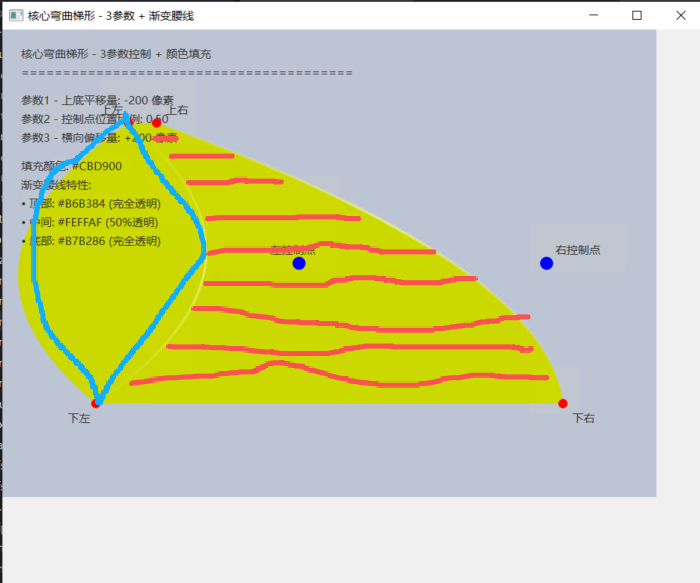 核心弯曲梯形 - 3参数 + 渐变腰线
核心弯曲梯形 - 3参数控制 + 颜色填充
========================================
参数1 - 上底平移量: -200 像素
上左
上右
参数2 - 控制点位置比例: 0.50
参数3 - 横向偏移量: +200 像素
填充颜色: #CBD900
渐变腰线特性:
• 顶部: #B6B384 (完全透明)
• 中间: #FEFFAF (50%透明)
• 底部: #B7B286 (完全透明)
左控制点
右控制点
下左
下右